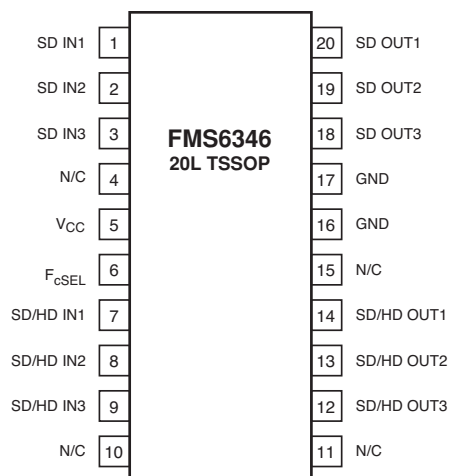 SD IN1 1 20 SD OUT1
SD IN2 2 19 SD OUT2
SD IN3 3 18 SD OUT3
FMS6346
20L TSSOP
N/C 4 17 GND
VCC 5 16 GND
FcSEL 6 15 N/C
SD/HD IN1 7 14 SD/HD OUT1
SD/HD IN2 8 13 SD/HD OUT2
SD/HD IN3 9 12 SD/HD OUT3
N/C 10 11 N/C